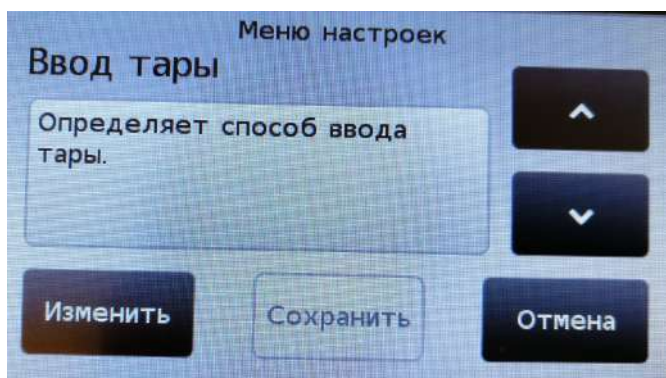 Меню настроек
Ввод тары
Определяет способ ввода
тары.
Изменить
Сохранить
Отмена